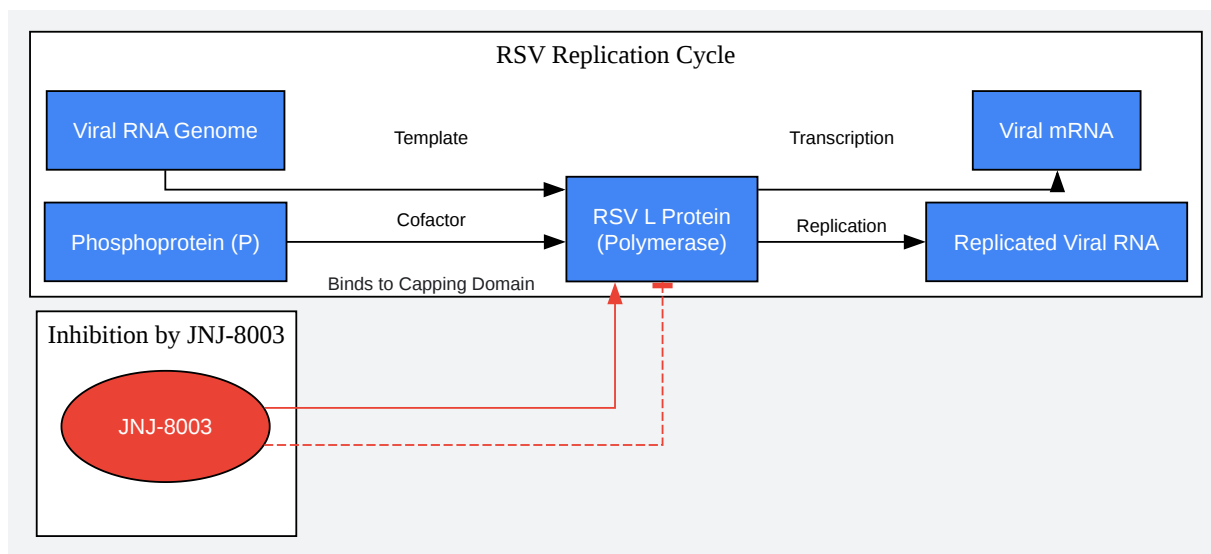 RSV Replication Cycle
Viral RNA Genome
Template
Transcription
Viral mRNA
Phosphoprotein (P)
Cofactor
RSV L Protein
(Polymerase)
Replication
Replicated Viral RNA
Binds to Capping Domain
Inhibition by JNJ-8003
JNJ-8003